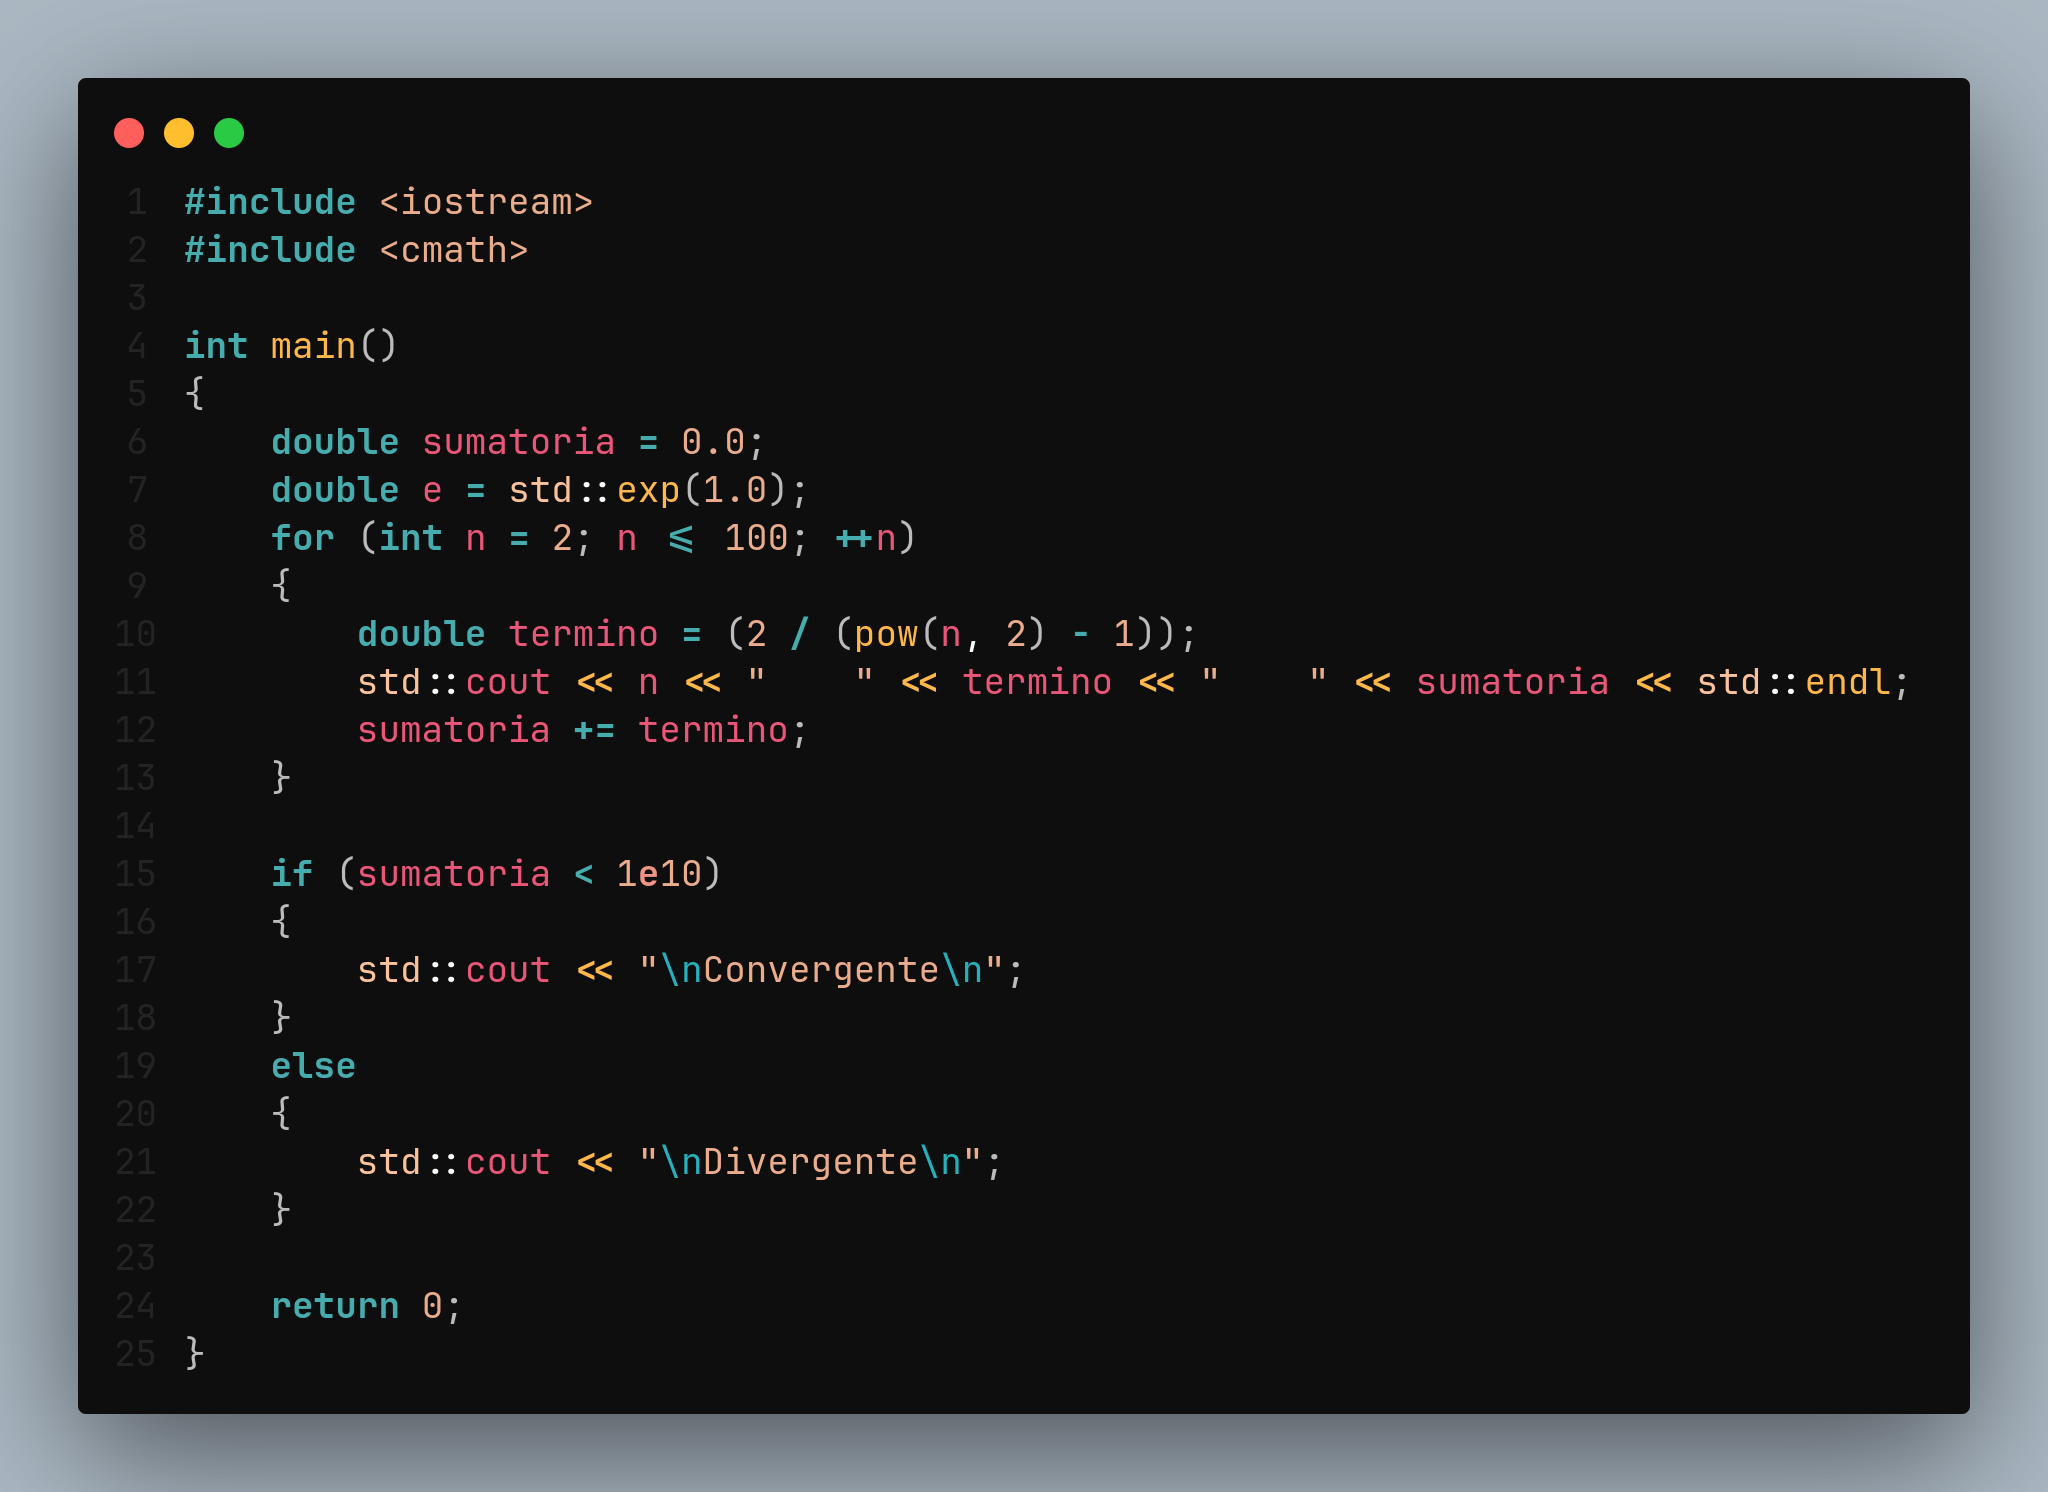 1 #include <iostream>
2 #include <cmath>
3
4 int main()
5 {
6     double sumatoria = 0.0;
7     double e = std::exp(1.0);
8     for (int n = 2; n <= 100; ++n)
9     {
10         double termino = (2 / (pow(n, 2) - 1));
11         std::cout << n << "    " << termino << "    " << sumatoria << std::endl;
12         sumatoria += termino;
13     }
14
15     if (sumatoria < 1e10)
16     {
17         std::cout << "\nConvergente\n";
18     }
19     else
20     {
21         std::cout << "\nDivergente\n";
22     }
23
24     return 0;
25 }